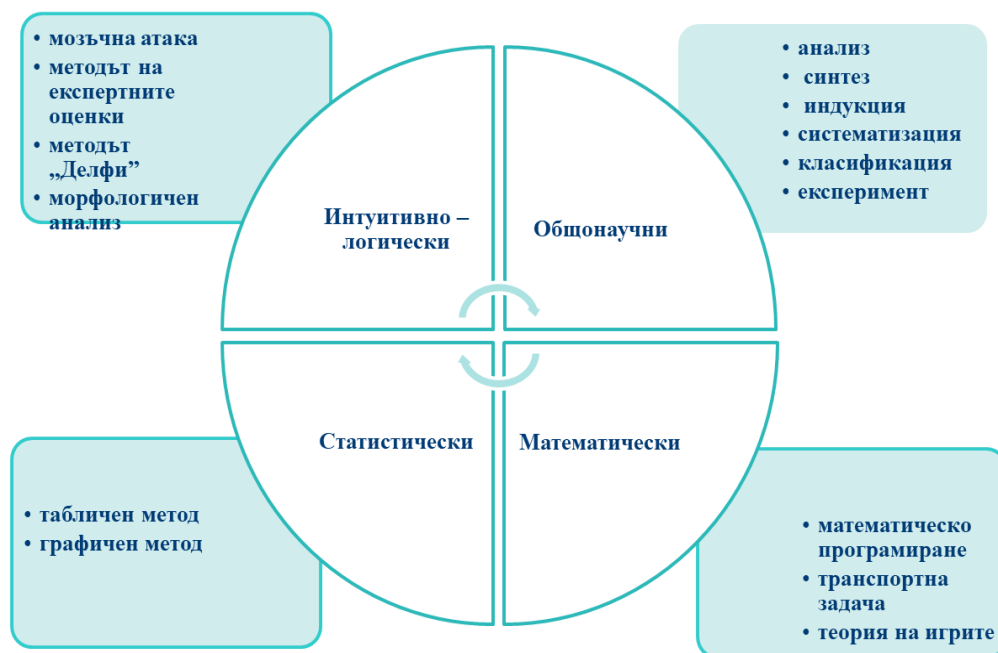 • мозъчна атака
• методът на
експертните
оценки
• методът
„Делфи”
• морфологичен
анализ
• анализ
• синтез
• индукция
• систематизация
• класификация
• експеримент
Интуитивно –
логически
Общонаучни
Статистически
Математически
• табличен метод
• графичен метод
• математическо
програмиране
• транспортна
задача
• теория на игрите